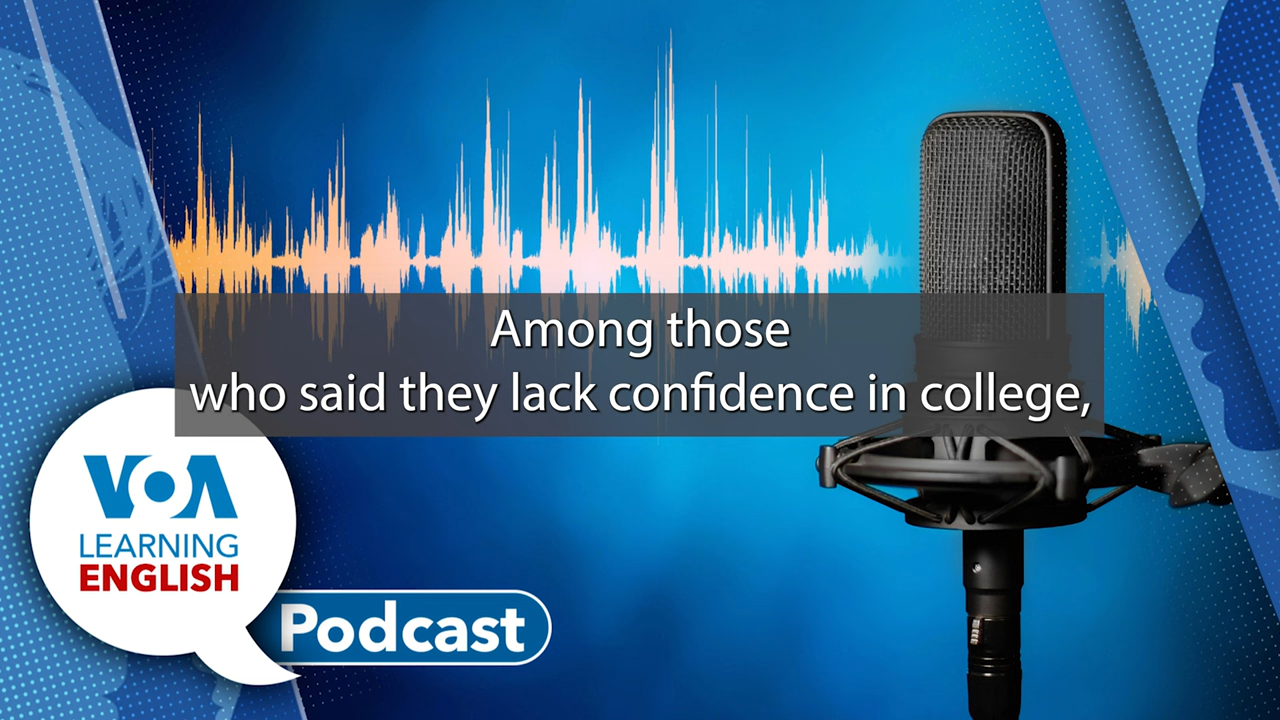 Among those
who said they lack confidence in college,
VOA
LEARNING
ENGLISH
Podcast